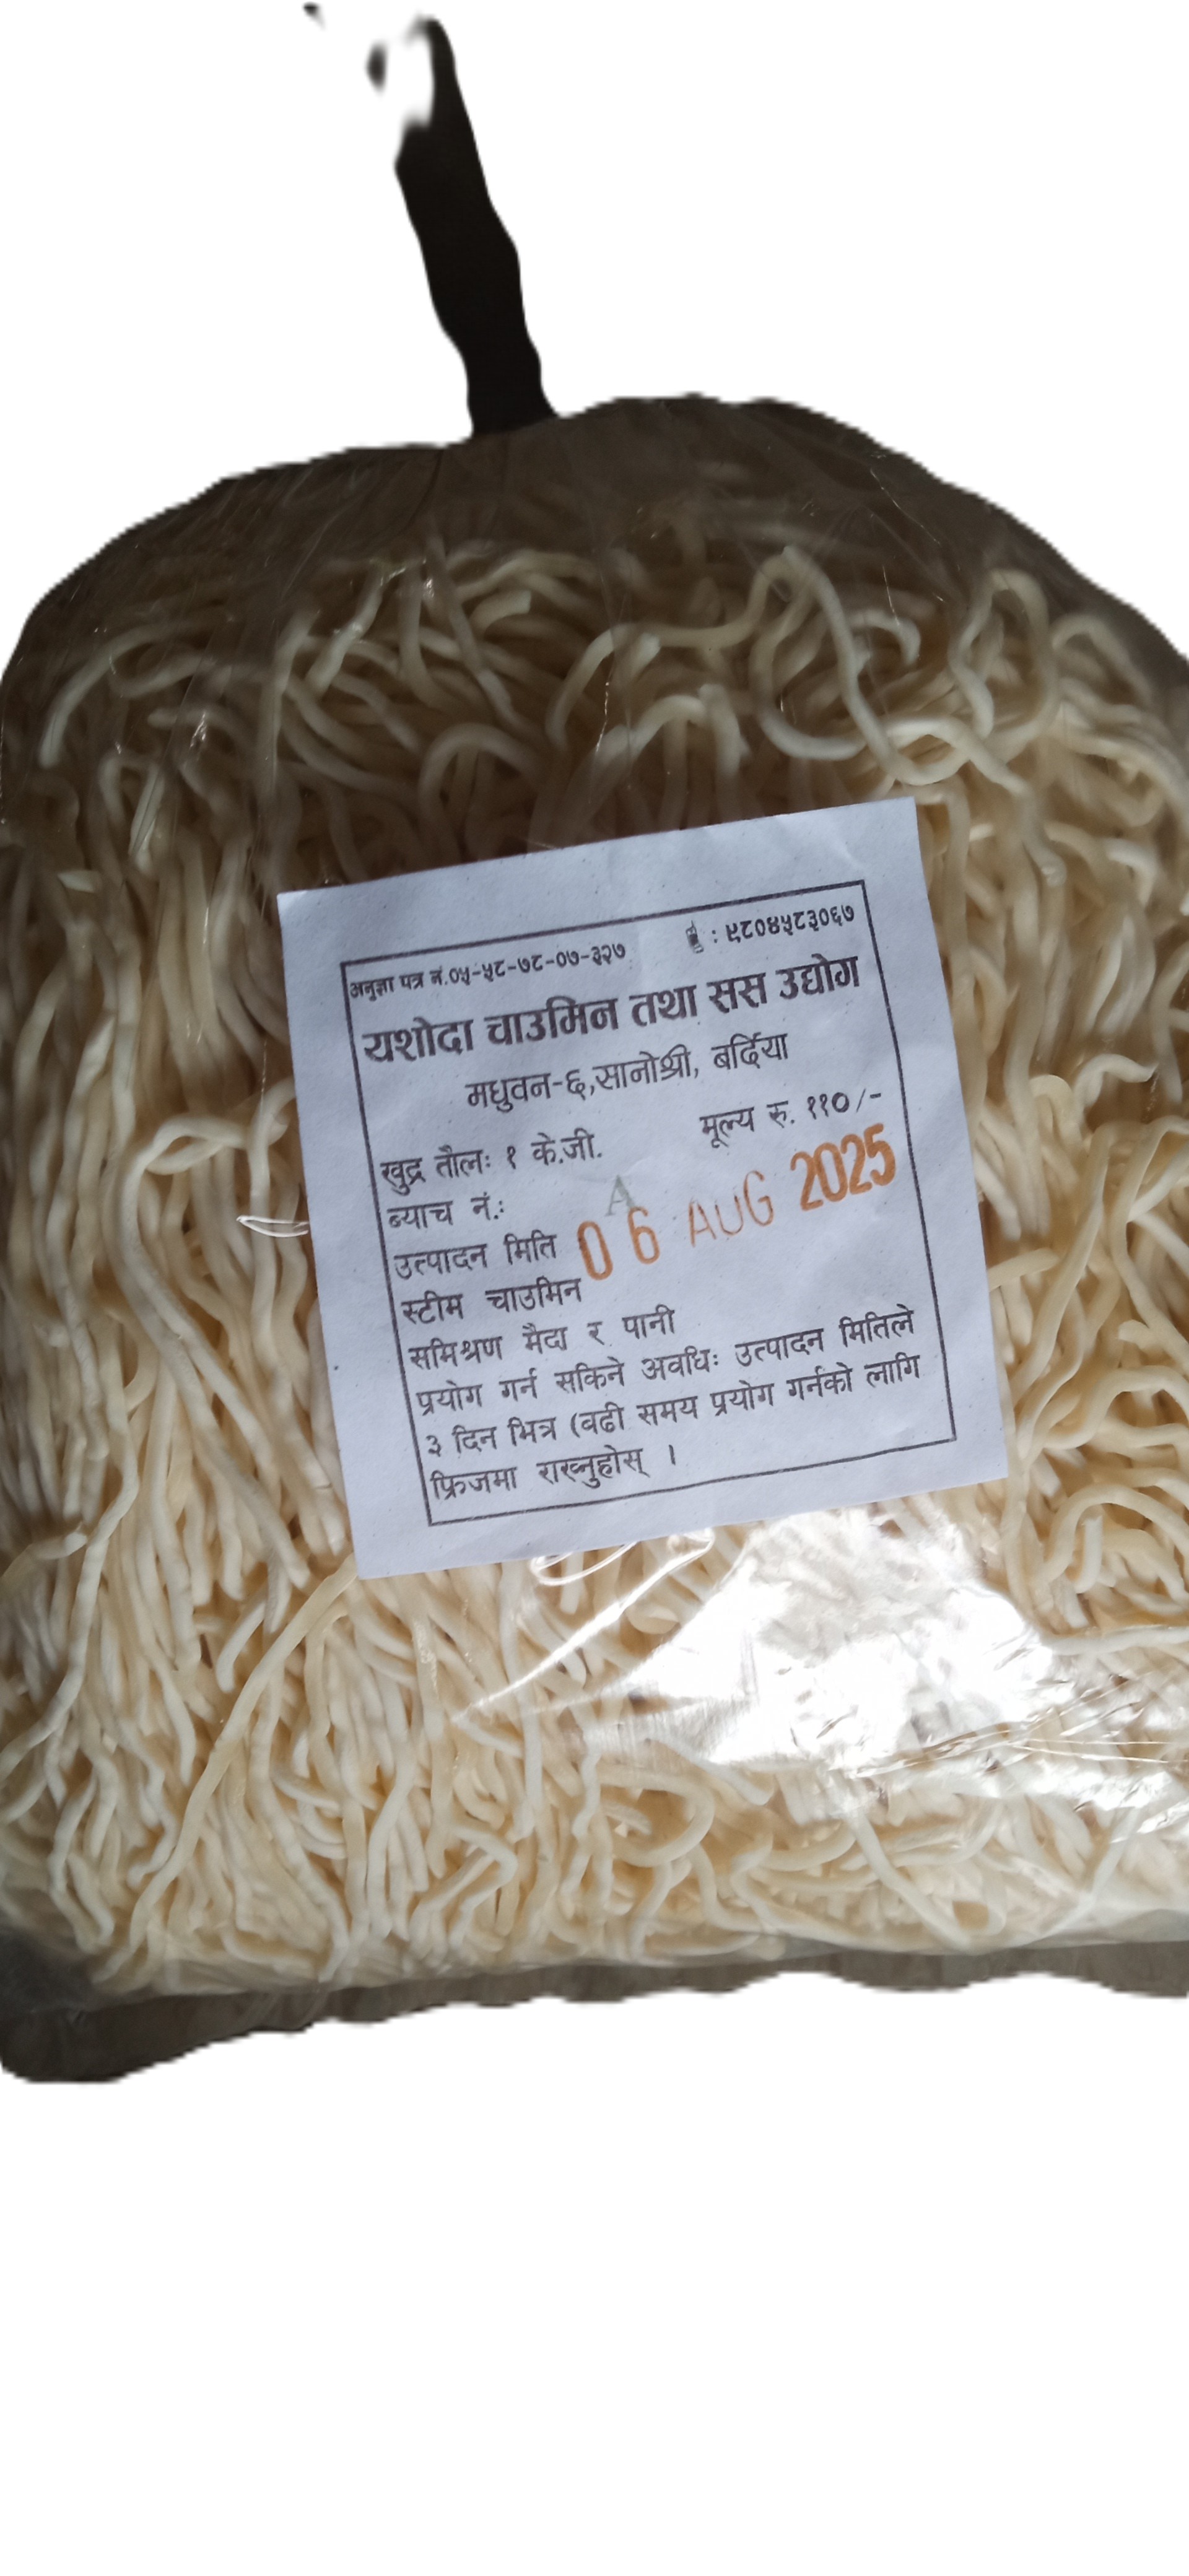 अनुज्ञा पत्र नं.०५-५८-७८-०७-३२७ : ९८०४५८३०६७
यशोदा चाउमिन तथा सस उद्योग
मधुवन-६,सानोश्री, बर्दिया
खुद्र तौलः १ के.जी. मूल्य रु. ११०/-
ब्याच नं.: A
उत्पादन मिति 06 AUG 2025
स्टीम चाउमिन
समिश्रण मैदा र पानी
प्रयोग गर्न सकिने अवधिः उत्पादन मितिले
३ दिन भित्र (बढी समय प्रयोग गर्नको लागि
फ्रिजमा राख्नुहोस् ।